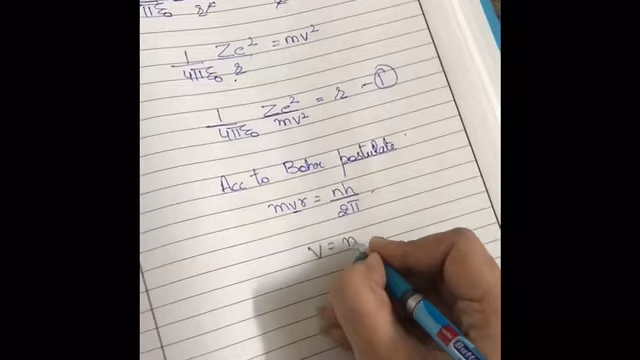 1/4πε₀ Ze²/r = mv²
1/4πε₀ Ze²/mv² = r - ①
Acc to Bohr postulate
mvr = nh/2π
v = n